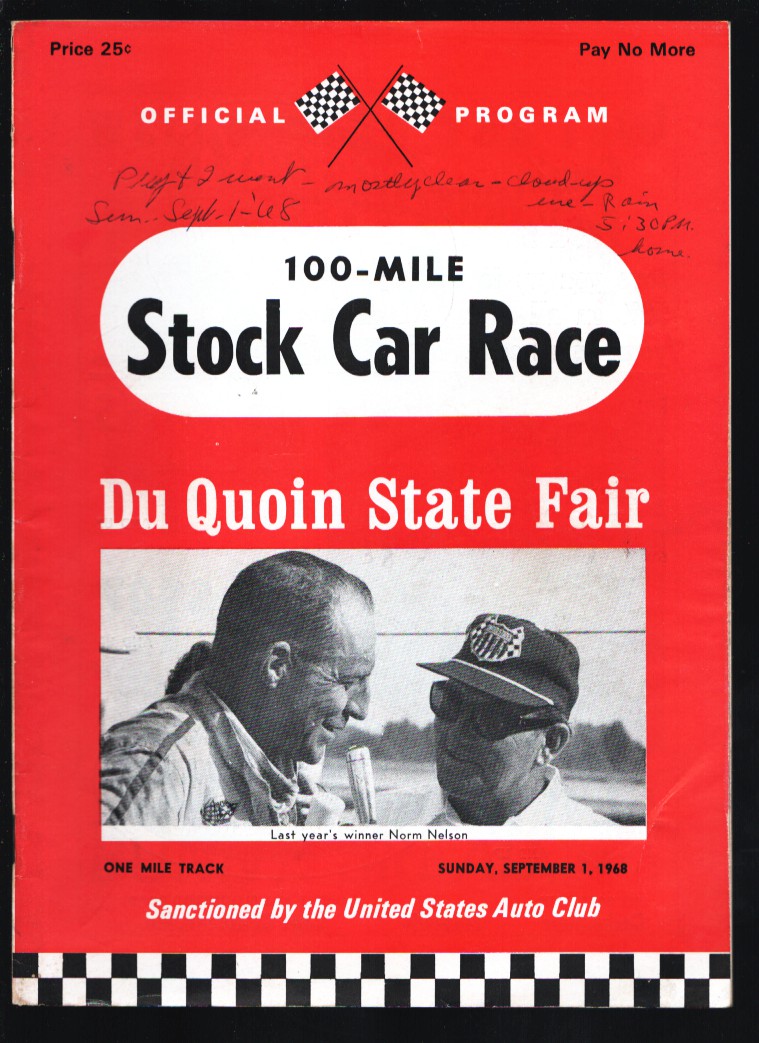 Price 25¢
Pay No More
OFFICIAL PROGRAM
& I went - mostly clear - cloud-up
Sun. Sept. 1-'68
Rain
5:30 P.M.
home.
100-MILE
Stock Car Race
Du Quoin State Fair
Last year's winner Norm Nelson
ONE MILE TRACK
SUNDAY, SEPTEMBER 1, 1968
Sanctioned by the United States Auto Club